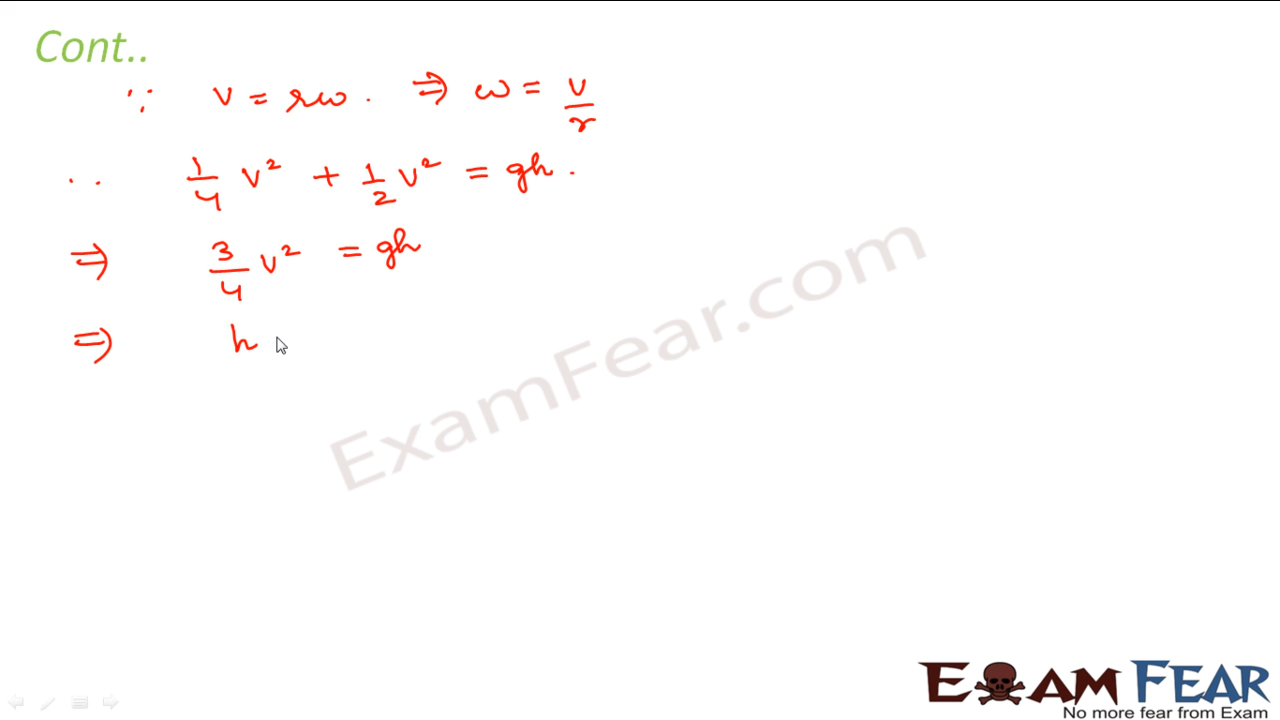 Cont..
∵ v = rω . ⇒ ω = v/r
∴ 1/4 v² + 1/2 v² = gh .
⇒ 3/4 v² = gh
⇒ h
ExamFear.com
EXAM FEAR
No more fear from Exam